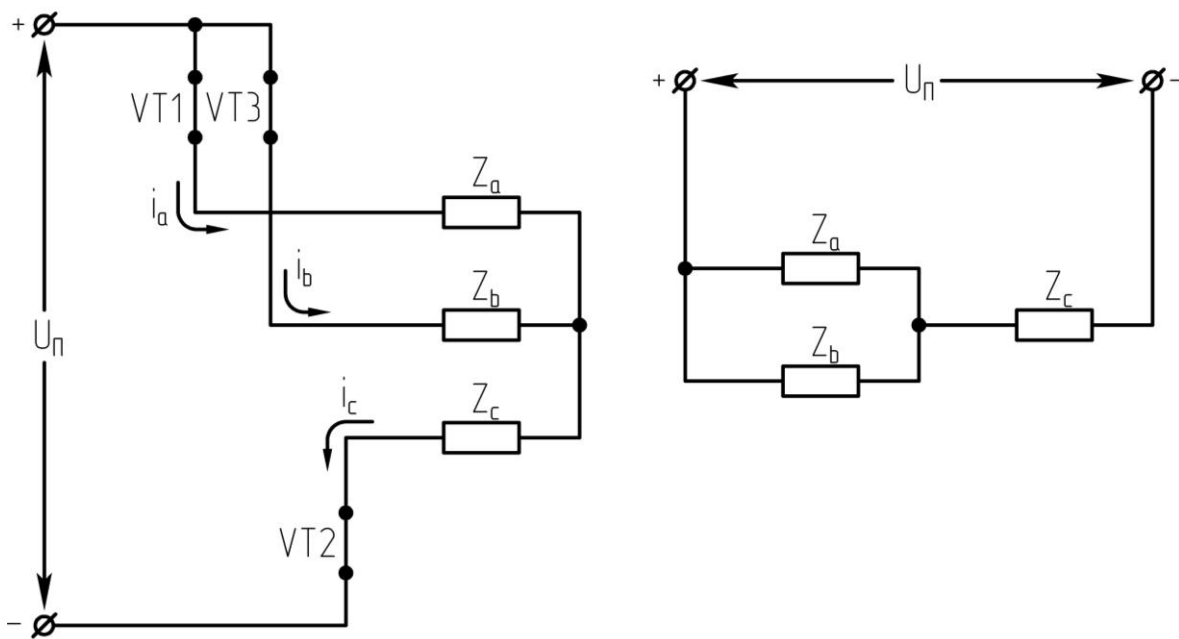 +
VT1
VT3
i_a
Z_a
i_b
Z_b
U_П
i_c
Z_c
VT2
−
+
U_П
−
Z_a
Z_b
Z_c